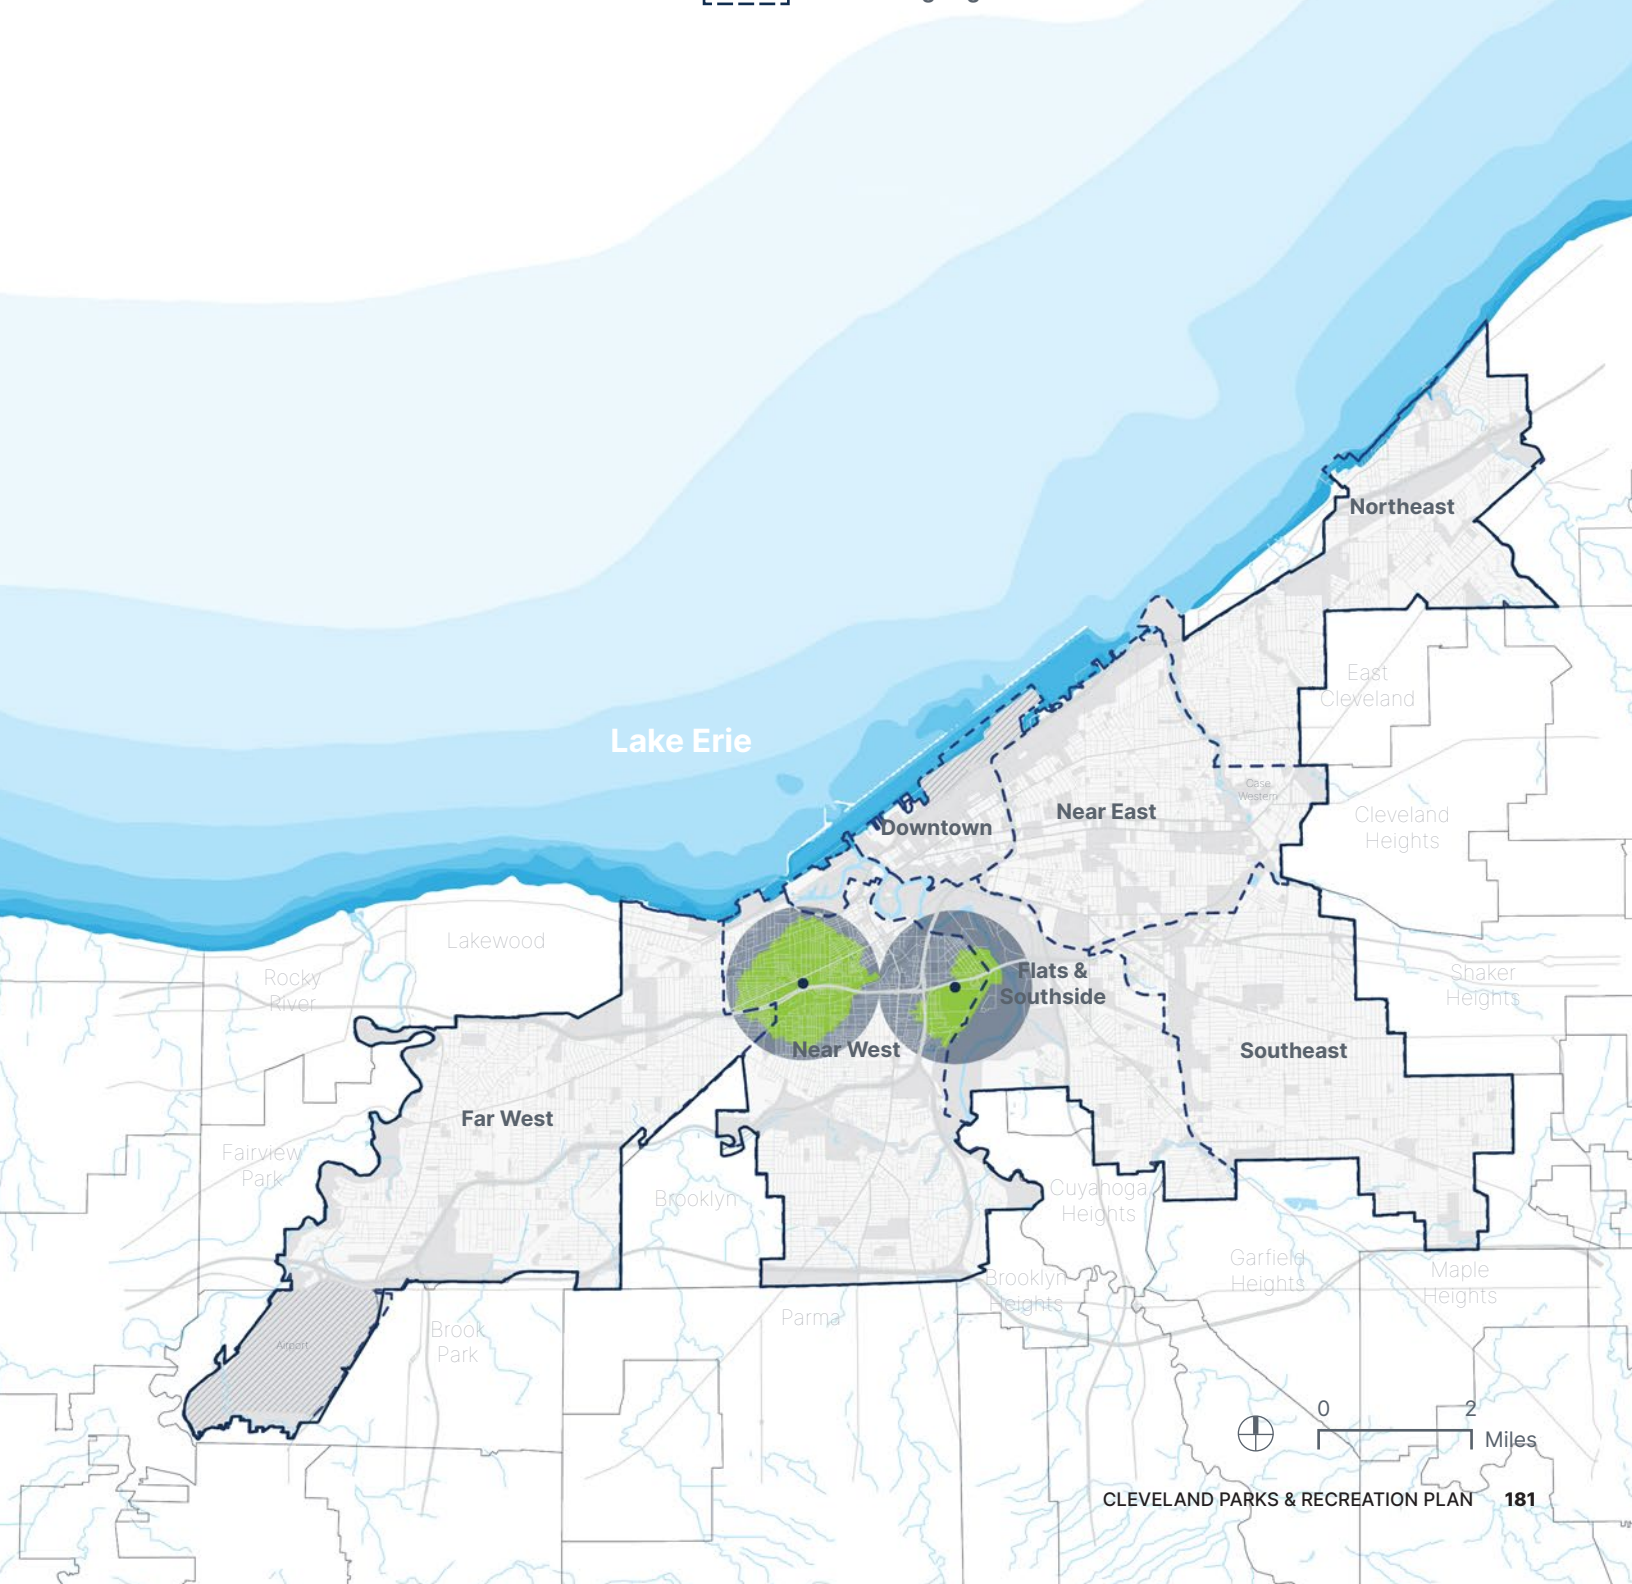 Northeast
East
Cleveland
Lake Erie
Case
Western
Near East
Downtown
Cleveland
Heights
Lakewood
Rocky
River
Flats &
Southside
Shaker
Heights
Near West
Southeast
Far West
Fairview
Park
Brooklyn
Cuyahoga
Heights
Garfield
Heights
Maple
Heights
Brooklyn
Heights
Parma
Brook
Park
Airport
0 2
Miles
CLEVELAND PARKS & RECREATION PLAN 181